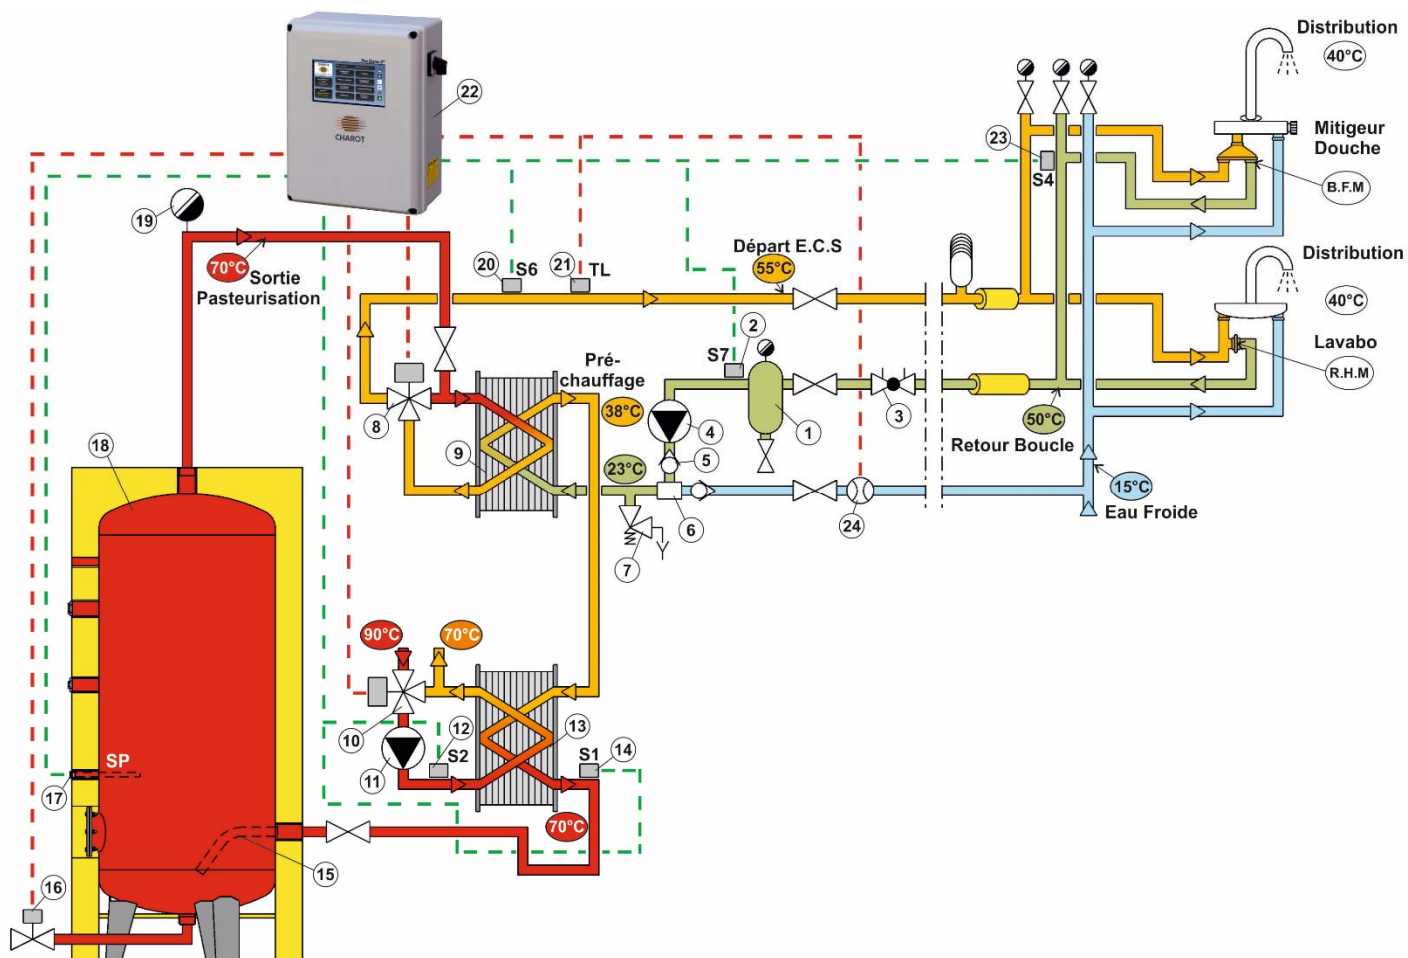 Distribution
40°C
22
CHAROT
Mitigeur
Douche
23
S4
B.F.M
19
70°C
Sortie
Pasteurisation
20
S6
21
TL
Départ E.C.S
55°C
Distribution
40°C
Lavabo
R.H.M
2
S7
Pré-
chauffage
38°C
8
9
4
1
3
5
50°C
Retour Boucle
18
23°C
6
7
24
15°C
Eau Froide
90°C
70°C
10
11
12
S2
13
S1
14
SP
17
70°C
15
16